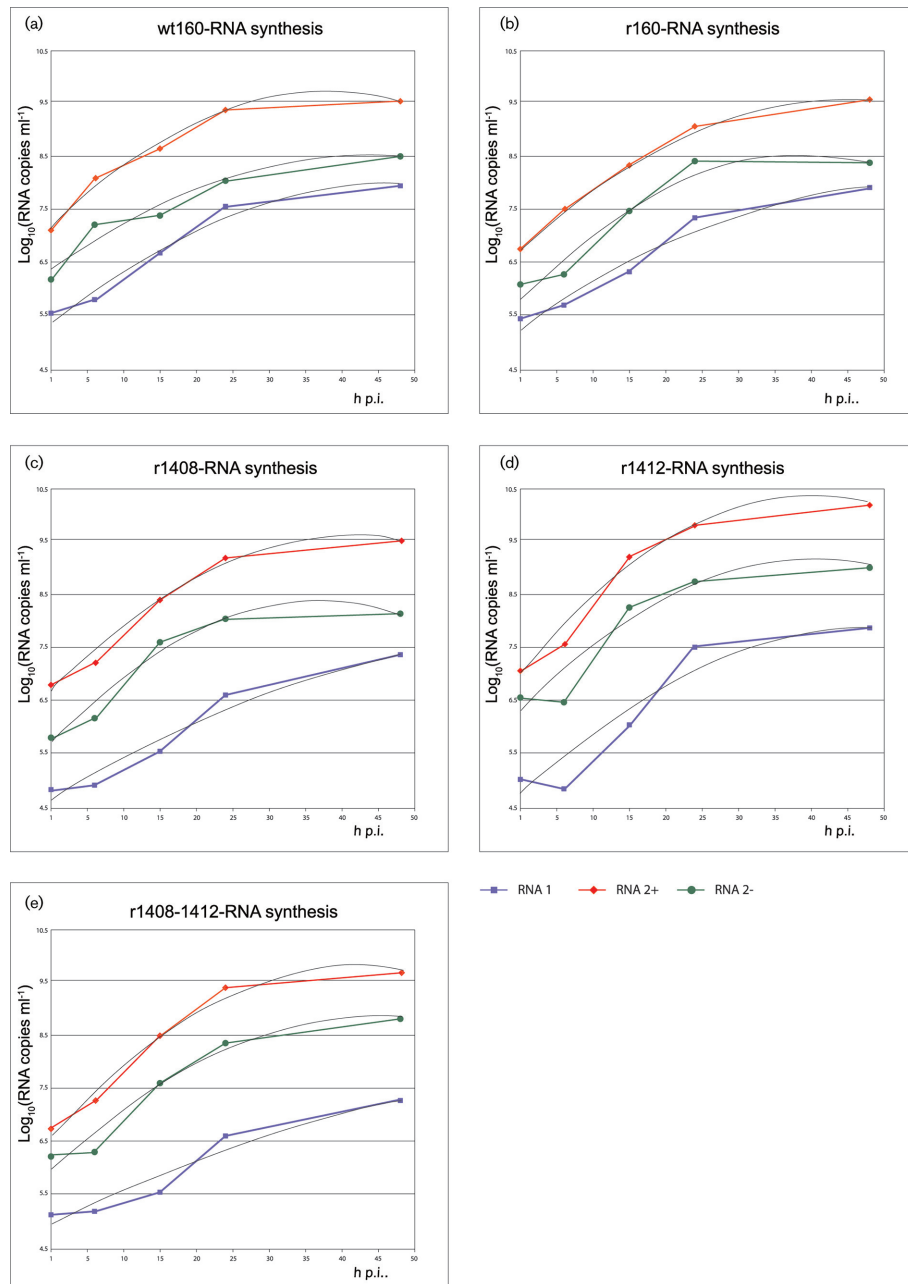 (a)
wt160-RNA synthesis
10.5
9.5
8.5
7.5
6.5
5.5
4.5
Log10(RNA copies ml-1)
1 5 10 15 20 25 30 35 40 45 50
h p.i.
(b)
r160-RNA synthesis
10.5
9.5
8.5
7.5
6.5
5.5
4.5
Log10(RNA copies ml-1)
1 5 10 15 20 25 30 35 40 45 50
h p.i..
(c)
r1408-RNA synthesis
10.5
9.5
8.5
7.5
6.5
5.5
4.5
Log10(RNA copies ml-1)
1 5 10 15 20 25 30 35 40 45 50
h p.i.
(d)
r1412-RNA synthesis
10.5
9.5
8.5
7.5
6.5
5.5
4.5
Log10(RNA copies ml-1)
1 5 10 15 20 25 30 35 40 45 50
h p.i.
RNA 1 RNA 2+ RNA 2-
(e)
r1408-1412-RNA synthesis
10.5
9.5
8.5
7.5
6.5
5.5
4.5
Log10(RNA copies ml-1)
1 5 10 15 20 25 30 35 40 45 50
h p.i..